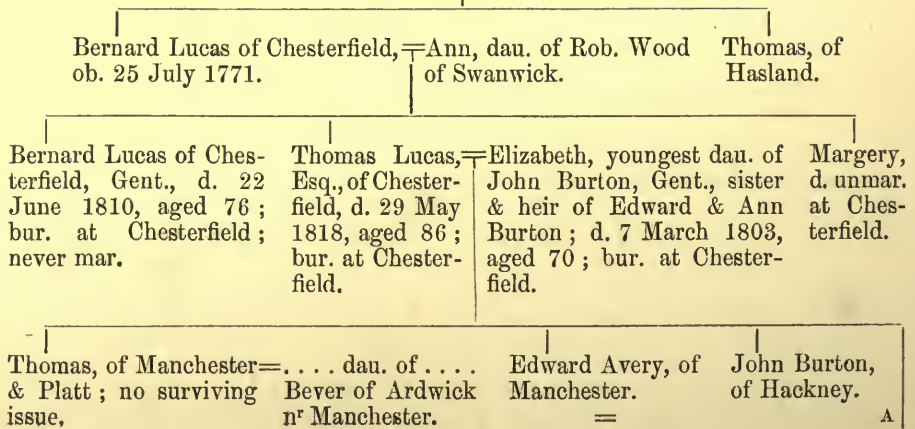 Bernard Lucas of Chesterfield,
ob. 25 July 1771.
=Ann, dau. of Rob. Wood
of Swanwick.
Thomas, of
Hasland.
Bernard Lucas of Ches-
terfield, Gent., d. 22
June 1810, aged 76 ;
bur. at Chesterfield ;
never mar.
Thomas Lucas,
Esq., of Chester-
field, d. 29 May
1818, aged 86 ;
bur. at Chester-
field.
=Elizabeth, youngest dau. of
John Burton, Gent., sister
& heir of Edward & Ann
Burton ; d. 7 March 1803,
aged 70 ; bur. at Chester-
field.
Margery,
d. unmar.
at Ches-
terfield.
Thomas, of Manchester
& Platt ; no surviving
issue.
=. . . . dau. of . . . .
Bever of Ardwick
nʳ Manchester.
Edward Avery, of
Manchester.
=
John Burton,
of Hackney.
A